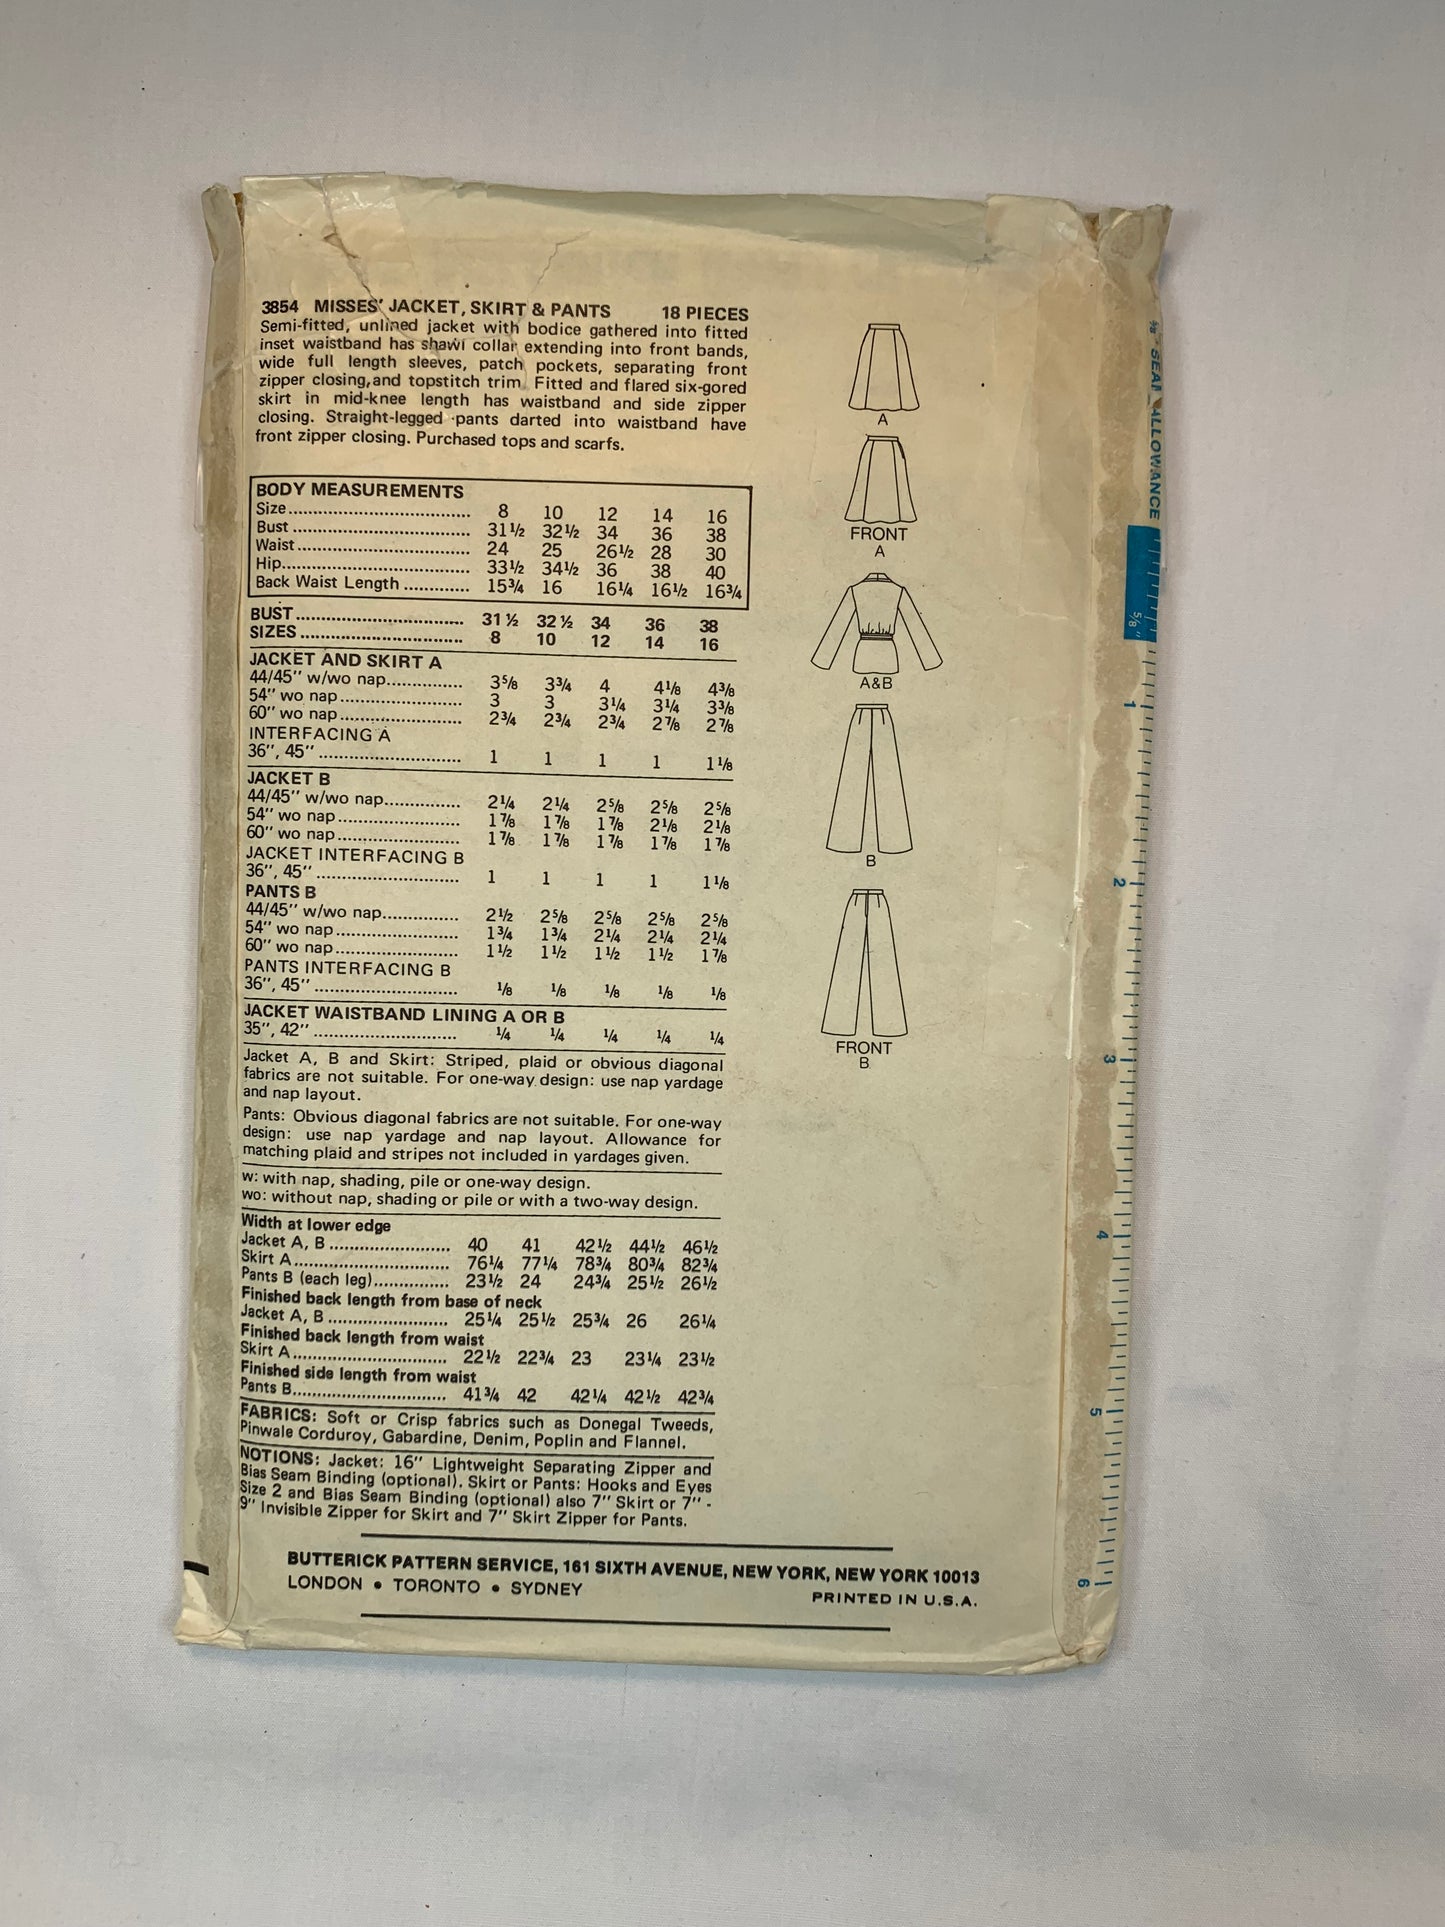 3854 MISSES' JACKET, SKIRT & PANTS 18 PIECES
Semi-fitted, unlined jacket with bodice gathered into fitted
inset waistband has shawl collar extending into front bands,
wide full length sleeves, patch pockets, separating front
zipper closing, and topstitch trim. Fitted and flared six-gored
skirt in mid-knee length has waistband and side zipper
closing. Straight-legged pants darted into waistband have
front zipper closing. Purchased tops and scarfs.
BODY MEASUREMENTS
Size 8 10 12 14 16
Bust 31½ 32½ 34 36 38
Waist 24 25 26½ 28 30
Hip 33½ 34½ 36 38 40
Back Waist Length 15¾ 16 16¼ 16½ 16¾
BUST 31½ 32½ 34 36 38
SIZES 8 10 12 14 16
JACKET AND SKIRT A
44/45" w/wo nap 3⅝ 3¾ 4 4⅛ 4⅜
54" wo nap 3 3 3¼ 3¼ 3⅜
60" wo nap 2¾ 2¾ 2¾ 2⅞ 2⅞
INTERFACING A
36", 45" 1 1 1 1 1⅛
JACKET B
44/45" w/wo nap 2¼ 2¼ 2⅝ 2⅝ 2⅝
54" wo nap 1⅞ 1⅞ 1⅞ 2⅛ 2⅛
60" wo nap 1⅞ 1⅞ 1⅞ 1⅞ 1⅞
JACKET INTERFACING B
36", 45" 1 1 1 1 1⅛
PANTS B
44/45" w/wo nap 2½ 2⅝ 2⅝ 2⅝ 2⅝
54" wo nap 1¾ 1¾ 2¼ 2¼ 2¼
60" wo nap 1½ 1½ 1½ 1½ 1⅞
PANTS INTERFACING B
36", 45" ⅛ ⅛ ⅛ ⅛ ⅛
JACKET WAISTBAND LINING A OR B
35", 42" ¼ ¼ ¼ ¼ ¼
Jacket A, B and Skirt: Striped, plaid or obvious diagonal
fabrics are not suitable. For one-way design: use nap yardage
and nap layout.
Pants: Obvious diagonal fabrics are not suitable. For one-way
design: use nap yardage and nap layout. Allowance for
matching plaid and stripes not included in yardages given.
w: with nap, shading, pile or one-way design.
wo: without nap, shading or pile or with a two-way design.
Width at lower edge
Jacket A, B 40 41 42½ 44½ 46½
Skirt A 76¼ 77¼ 78¾ 80¾ 82¾
Pants B (each leg) 23½ 24 24¾ 25½ 26½
Finished back length from base of neck
Jacket A, B 25¼ 25½ 25¾ 26 26¼
Finished back length from waist
Skirt A 22½ 22¾ 23 23¼ 23½
Finished side length from waist
Pants B 41¾ 42 42¼ 42½ 42¾
FABRICS: Soft or Crisp fabrics such as Donegal Tweeds,
Pinwale Corduroy, Gabardine, Denim, Poplin and Flannel.
NOTIONS: Jacket: 16" Lightweight Separating Zipper and
Bias Seam Binding (optional). Skirt or Pants: Hooks and Eyes
Size 2 and Bias Seam Binding (optional) also 7" Skirt or 7" -
9" Invisible Zipper for Skirt and 7" Skirt Zipper for Pants.
BUTTERICK PATTERN SERVICE, 161 SIXTH AVENUE, NEW YORK, NEW YORK 10013
LONDON • TORONTO • SYDNEY PRINTED IN U.S.A.
A
FRONT
A
A&B
B
FRONT
B
⅝" SEAM ALLOWANCE
⅝"
1
2
3
4
5
6